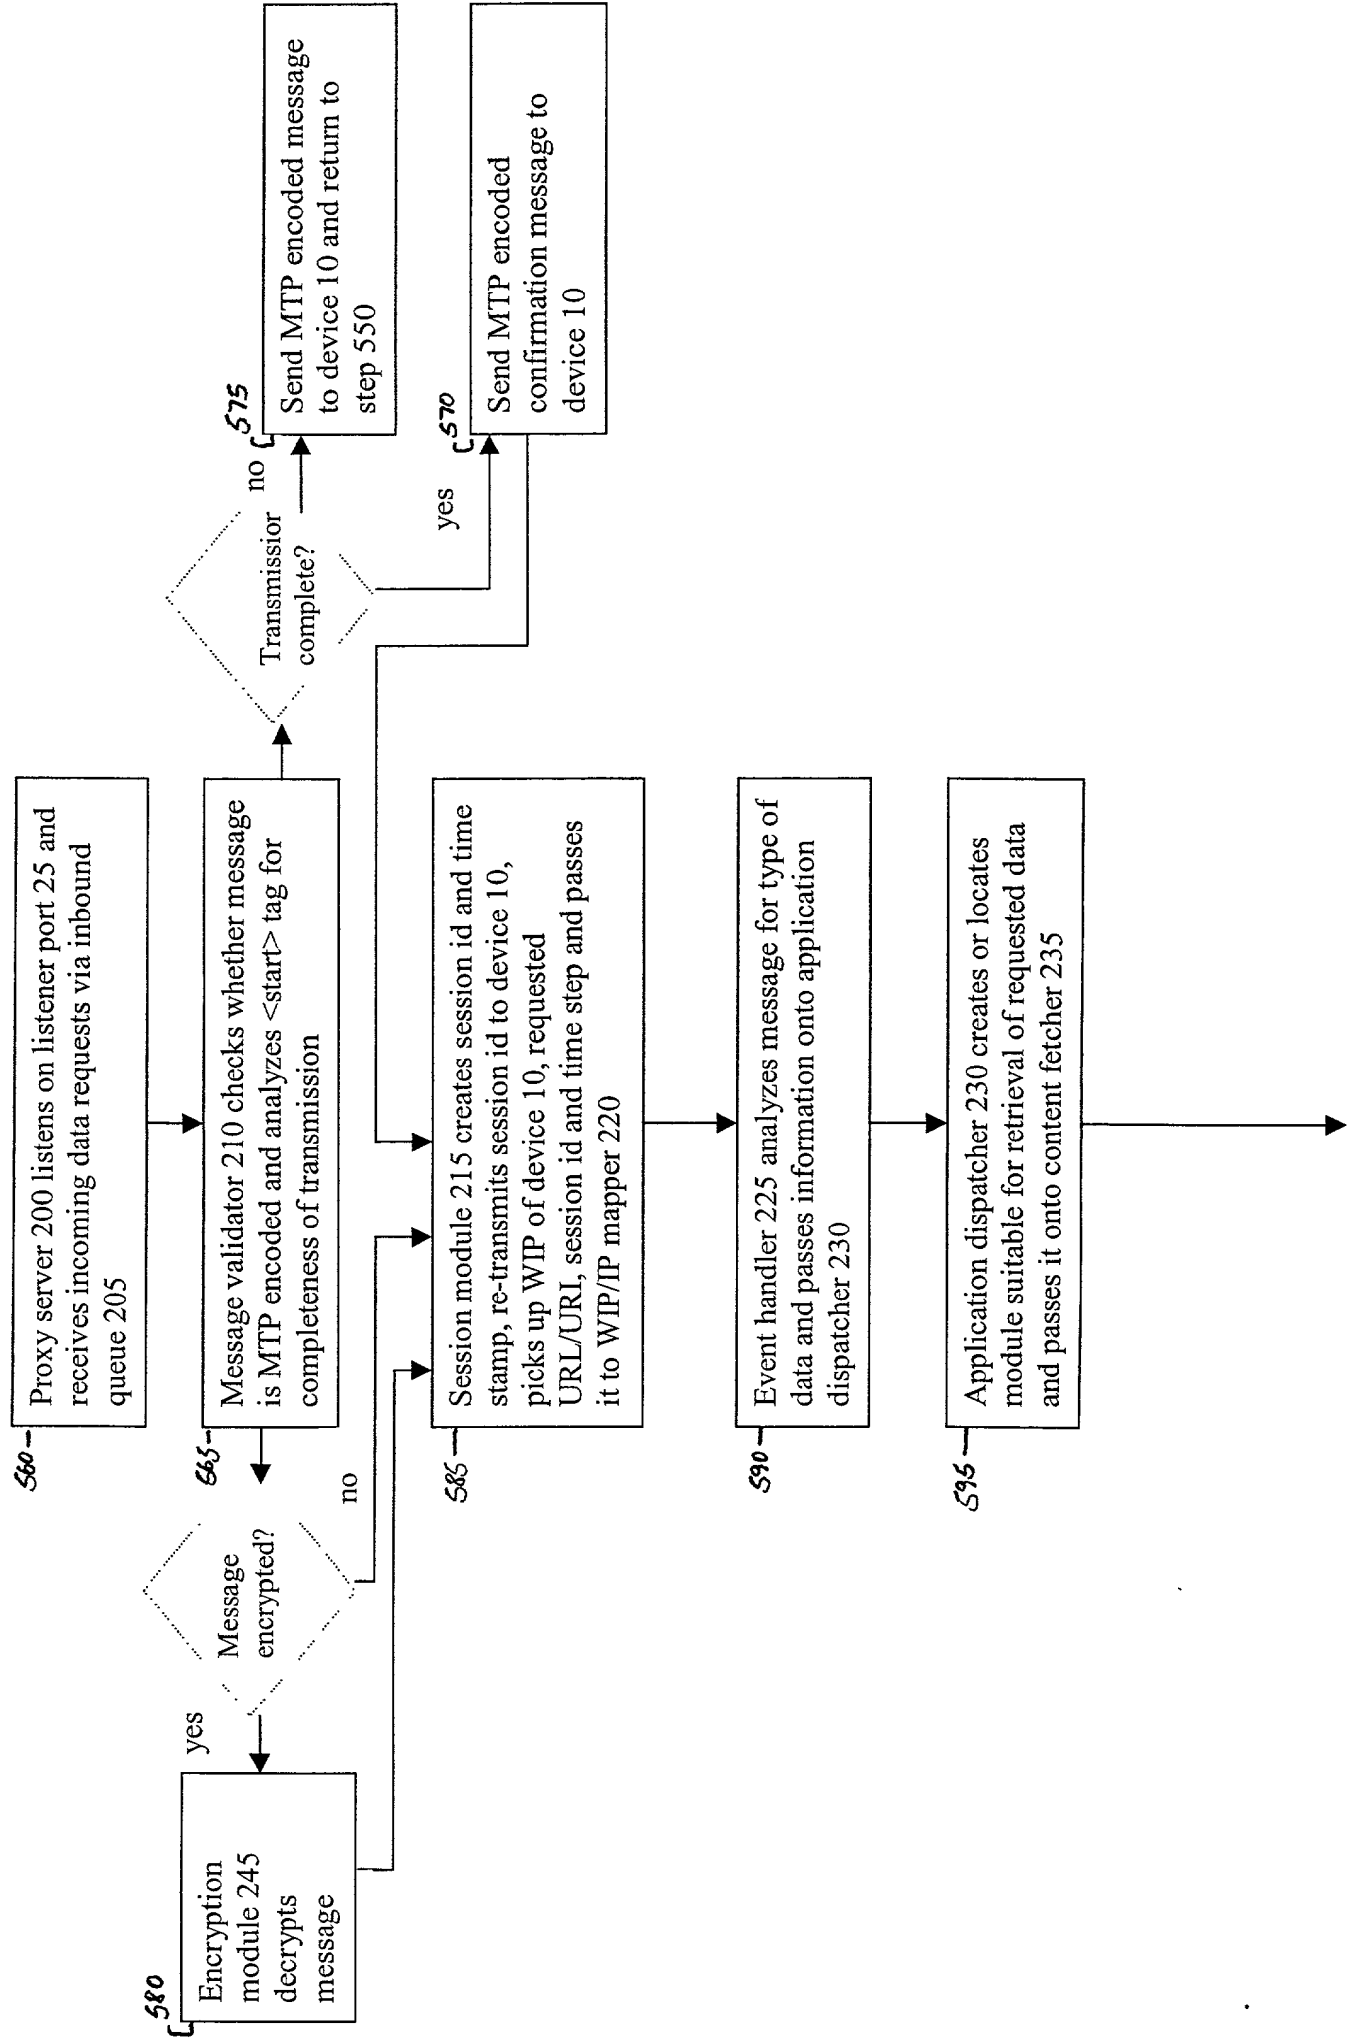 560
Proxy server 200 listens on listener port 25 and
receives incoming data requests via inbound
queue 205
565
Message validator 210 checks whether message
is MTP encoded and analyzes <start> tag for
completeness of transmission
Transmissior
complete?
no
575
Send MTP encoded message
to device 10 and return to
step 550
yes
570
Send MTP encoded
confirmation message to
device 10
Message
encrypted?
yes
no
580
Encryption
module 245
decrypts
message
585
Session module 215 creates session id and time
stamp, re-transmits session id to device 10,
picks up WIP of device 10, requested
URL/URI, session id and time step and passes
it to WIP/IP mapper 220
590
Event handler 225 analyzes message for type of
data and passes information onto application
dispatcher 230
595
Application dispatcher 230 creates or locates
module suitable for retrieval of requested data
and passes it onto content fetcher 235